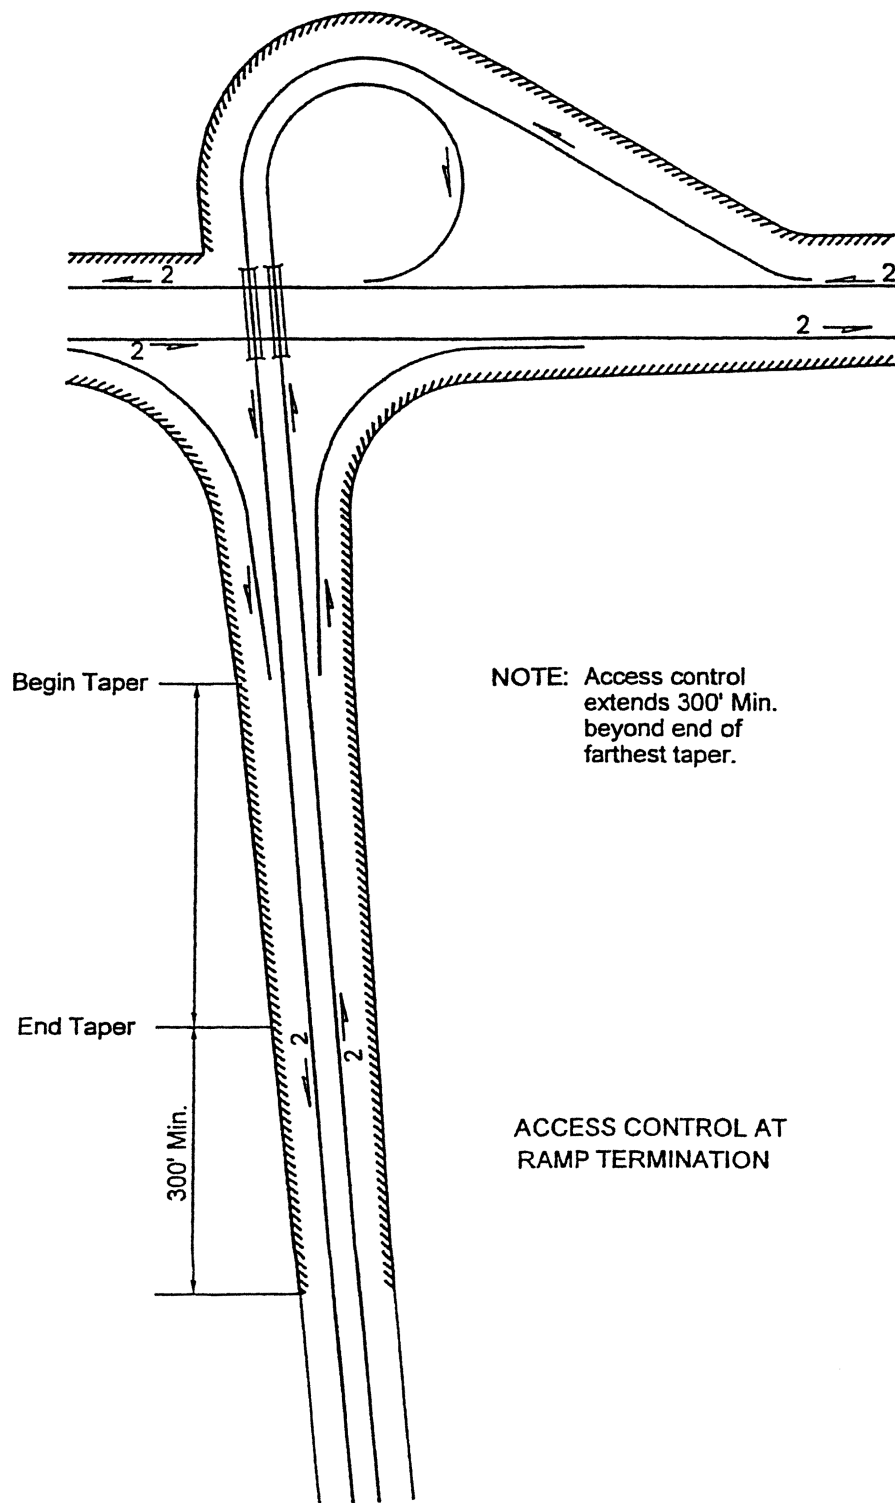 2
2
2
2
Begin Taper
NOTE: Access control
extends 300' Min.
beyond end of
farthest taper.
End Taper
2
2
300' Min.
ACCESS CONTROL AT
RAMP TERMINATION